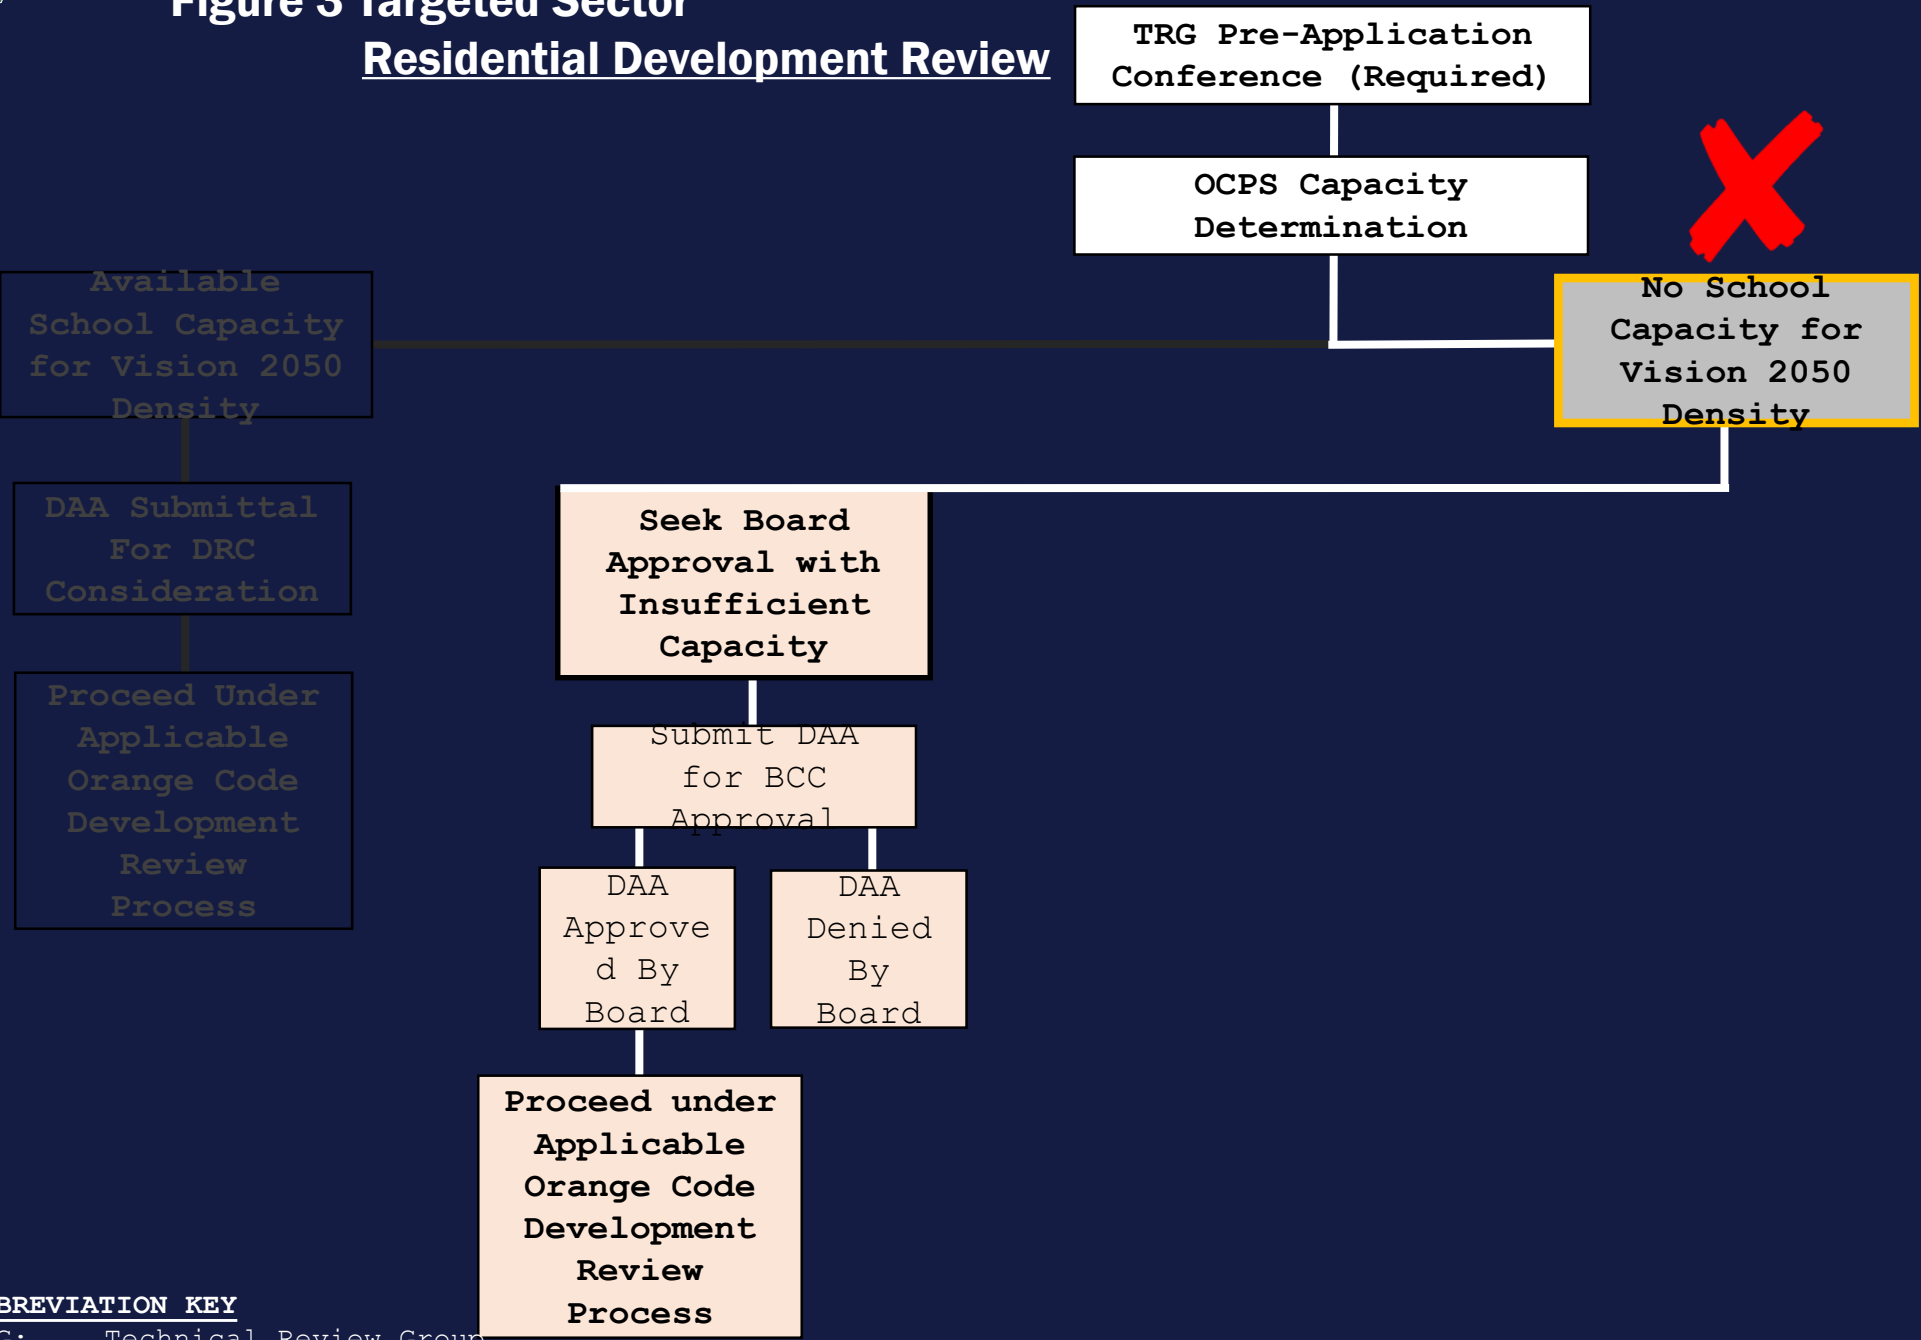 Figure 3 Targeted Sector
Residential Development Review
TRG Pre-Application
Conference (Required)
OCPS Capacity
Determination
No School
Capacity for
Vision 2050
Density
Available
School Capacity
for Vision 2050
Density
DAA Submittal
For DRC
Consideration
Proceed Under
Applicable
Orange Code
Development
Review
Process
Seek Board
Approval with
Insufficient
Capacity
Submit DAA
for BCC
Approval
DAA
Approve
d By
Board
DAA
Denied
By
Board
Proceed under
Applicable
Orange Code
Development
Review
Process
BREVIATION KEY
G: Technical Review Group